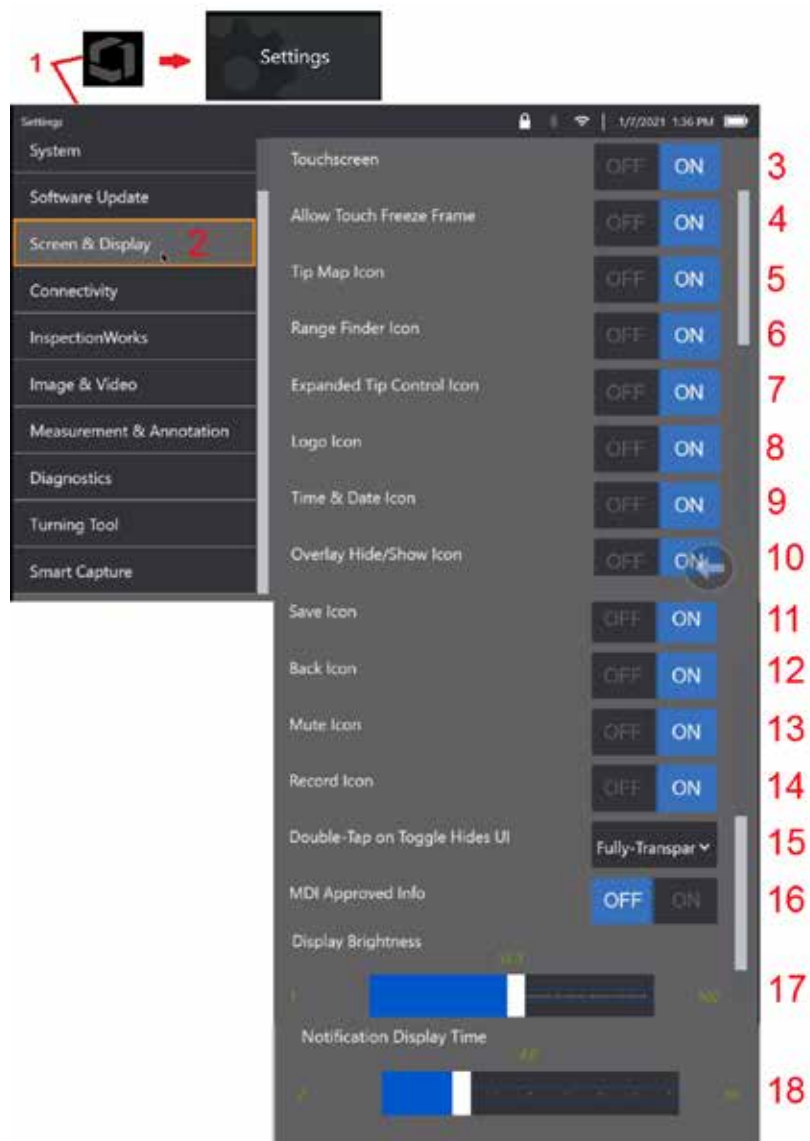 1
Settings
Settings
1/7/2021 1:36 PM
System
Software Update
Screen & Display 2
Connectivity
InspectionWorks
Image & Video
Measurement & Annotation
Diagnostics
Turning Tool
Smart Capture
Touchscreen OFF ON 3
Allow Touch Freeze Frame OFF ON 4
Tip Map Icon OFF ON 5
Range Finder Icon OFF ON 6
Expanded Tip Control Icon OFF ON 7
Logo Icon OFF ON 8
Time & Date Icon OFF ON 9
Overlay Hide/Show Icon OFF ON 10
Save Icon OFF ON 11
Back Icon OFF ON 12
Mute Icon OFF ON 13
Record Icon OFF ON 14
Double-Tap on Toggle Hides UI Fully-Transpar 15
MDI Approved Info OFF ON 16
Display Brightness
17
Notification Display Time
18